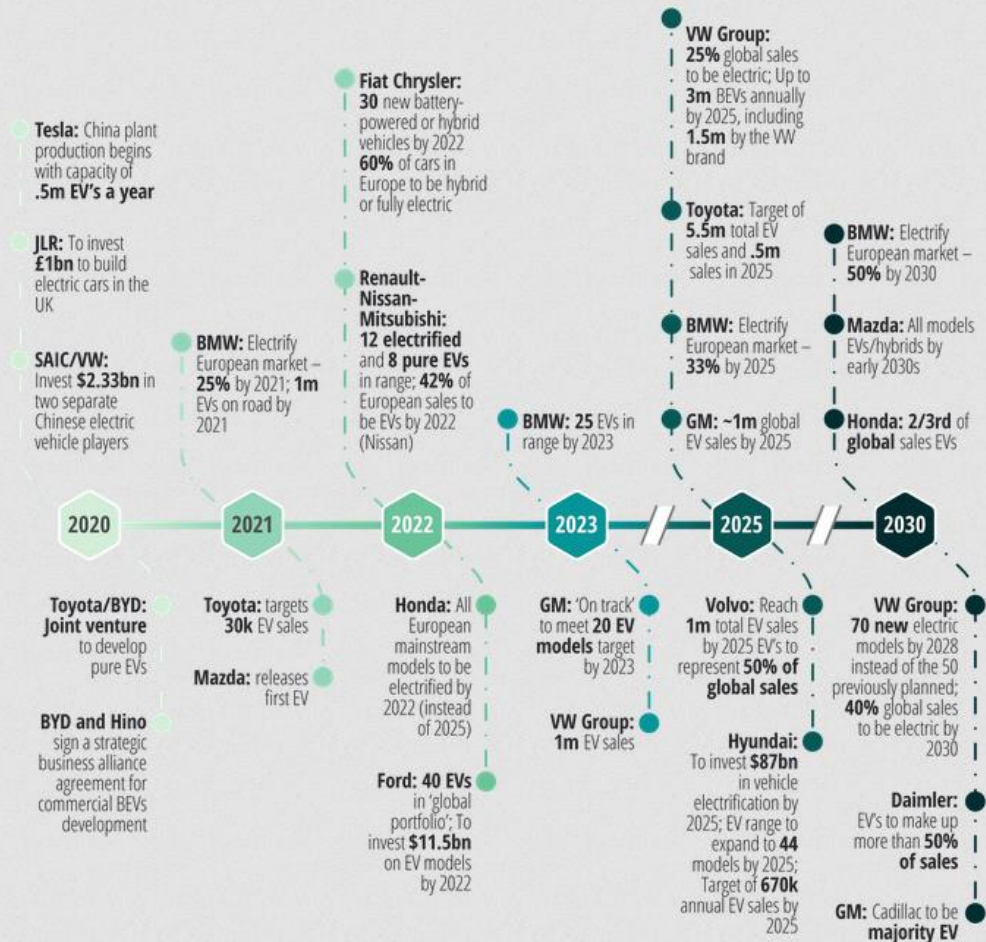 Tesla: China plant
production begins
with capacity of
.5m EV's a year
JLR: To invest
£1bn to build
electric cars in the
UK
SAIC/VW:
Invest $2.33bn in
two separate
Chinese electric
vehicle players
BMW: Electrify
European market –
25% by 2021; 1m
EVs on road by
2021
Fiat Chrysler:
30 new battery-
powered or hybrid
vehicles by 2022
60% of cars in
Europe to be hybrid
or fully electric
Renault-
Nissan-
Mitsubishi:
12 electrified
and 8 pure EVs
in range; 42% of
European sales to
be EVs by 2022
(Nissan)
BMW: 25 EVs in
range by 2023
VW Group:
25% global sales
to be electric; Up to
3m BEVs annually
by 2025, including
1.5m by the VW
brand
Toyota: Target of
5.5m total EV
sales and .5m
sales in 2025
BMW: Electrify
European market –
33% by 2025
GM: ~1m global
EV sales by 2025
BMW: Electrify
European market –
50% by 2030
Mazda: All models
EVs/hybrids by
early 2030s
Honda: 2/3rd of
global sales EVs
2020
2021
2022
2023
2025
2030
Toyota/BYD:
Joint venture
to develop
pure EVs
BYD and Hino
sign a strategic
business alliance
agreement for
commercial BEVs
development
Toyota: targets
30k EV sales
Mazda: releases
first EV
Honda: All
European
mainstream
models to be
electrified by
2022 (instead
of 2025)
Ford: 40 EVs
in 'global
portfolio'; To
invest $11.5bn
on EV models
by 2022
GM: 'On track'
to meet 20 EV
models target
by 2023
VW Group:
1m EV sales
Volvo: Reach
1m total EV sales
by 2025 EV's to
represent 50% of
global sales
Hyundai:
To invest $87bn
in vehicle
electrification by
2025; EV range to
expand to 44
models by 2025;
Target of 670k
annual EV sales by
2025
VW Group:
70 new electric
models by 2028
instead of the 50
previously planned;
40% global sales
to be electric by
2030
Daimler:
EV's to make up
more than 50%
of sales
GM: Cadillac to be
majority EV